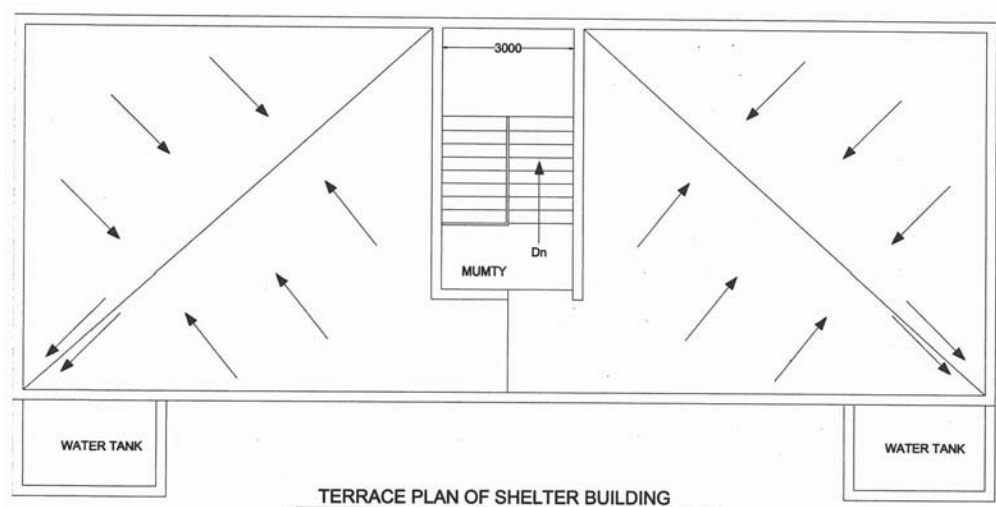 3000
Dn
MUMTY
WATER TANK
WATER TANK
TERRACE PLAN OF SHELTER BUILDING